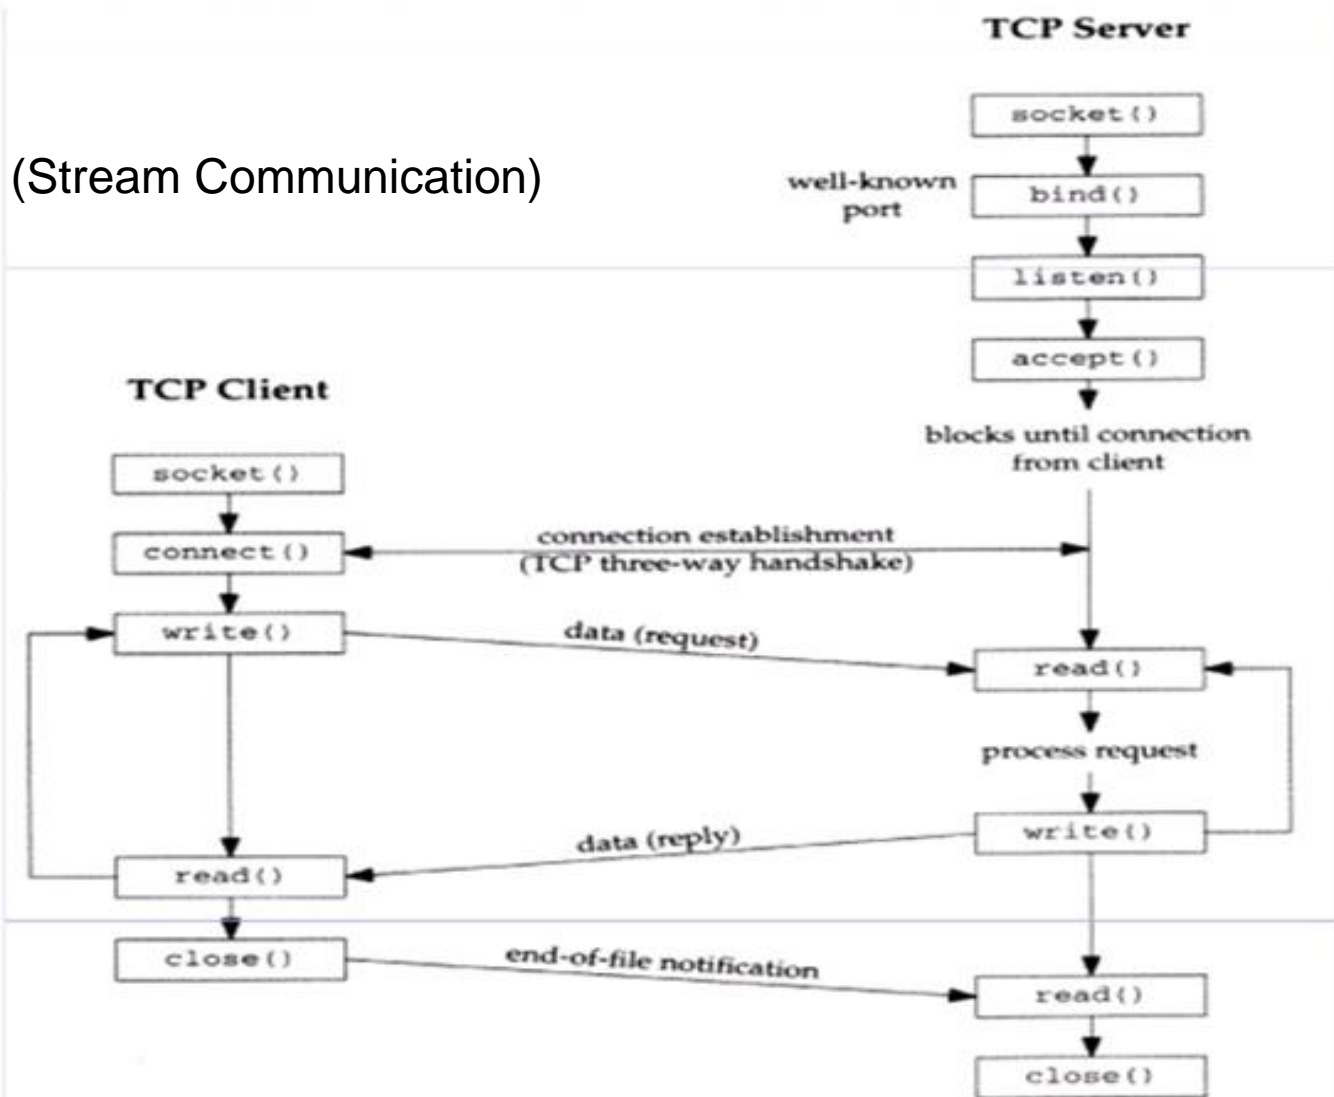 TCP Server
socket()
(Stream Communication)
well-known
port
bind()
listen()
accept()
TCP Client
blocks until connection
from client
socket()
connection establishment
(TCP three-way handshake)
connect()
write()
data (request)
read()
process request
data (reply)
write()
read()
close()
end-of-file notification
read()
close()